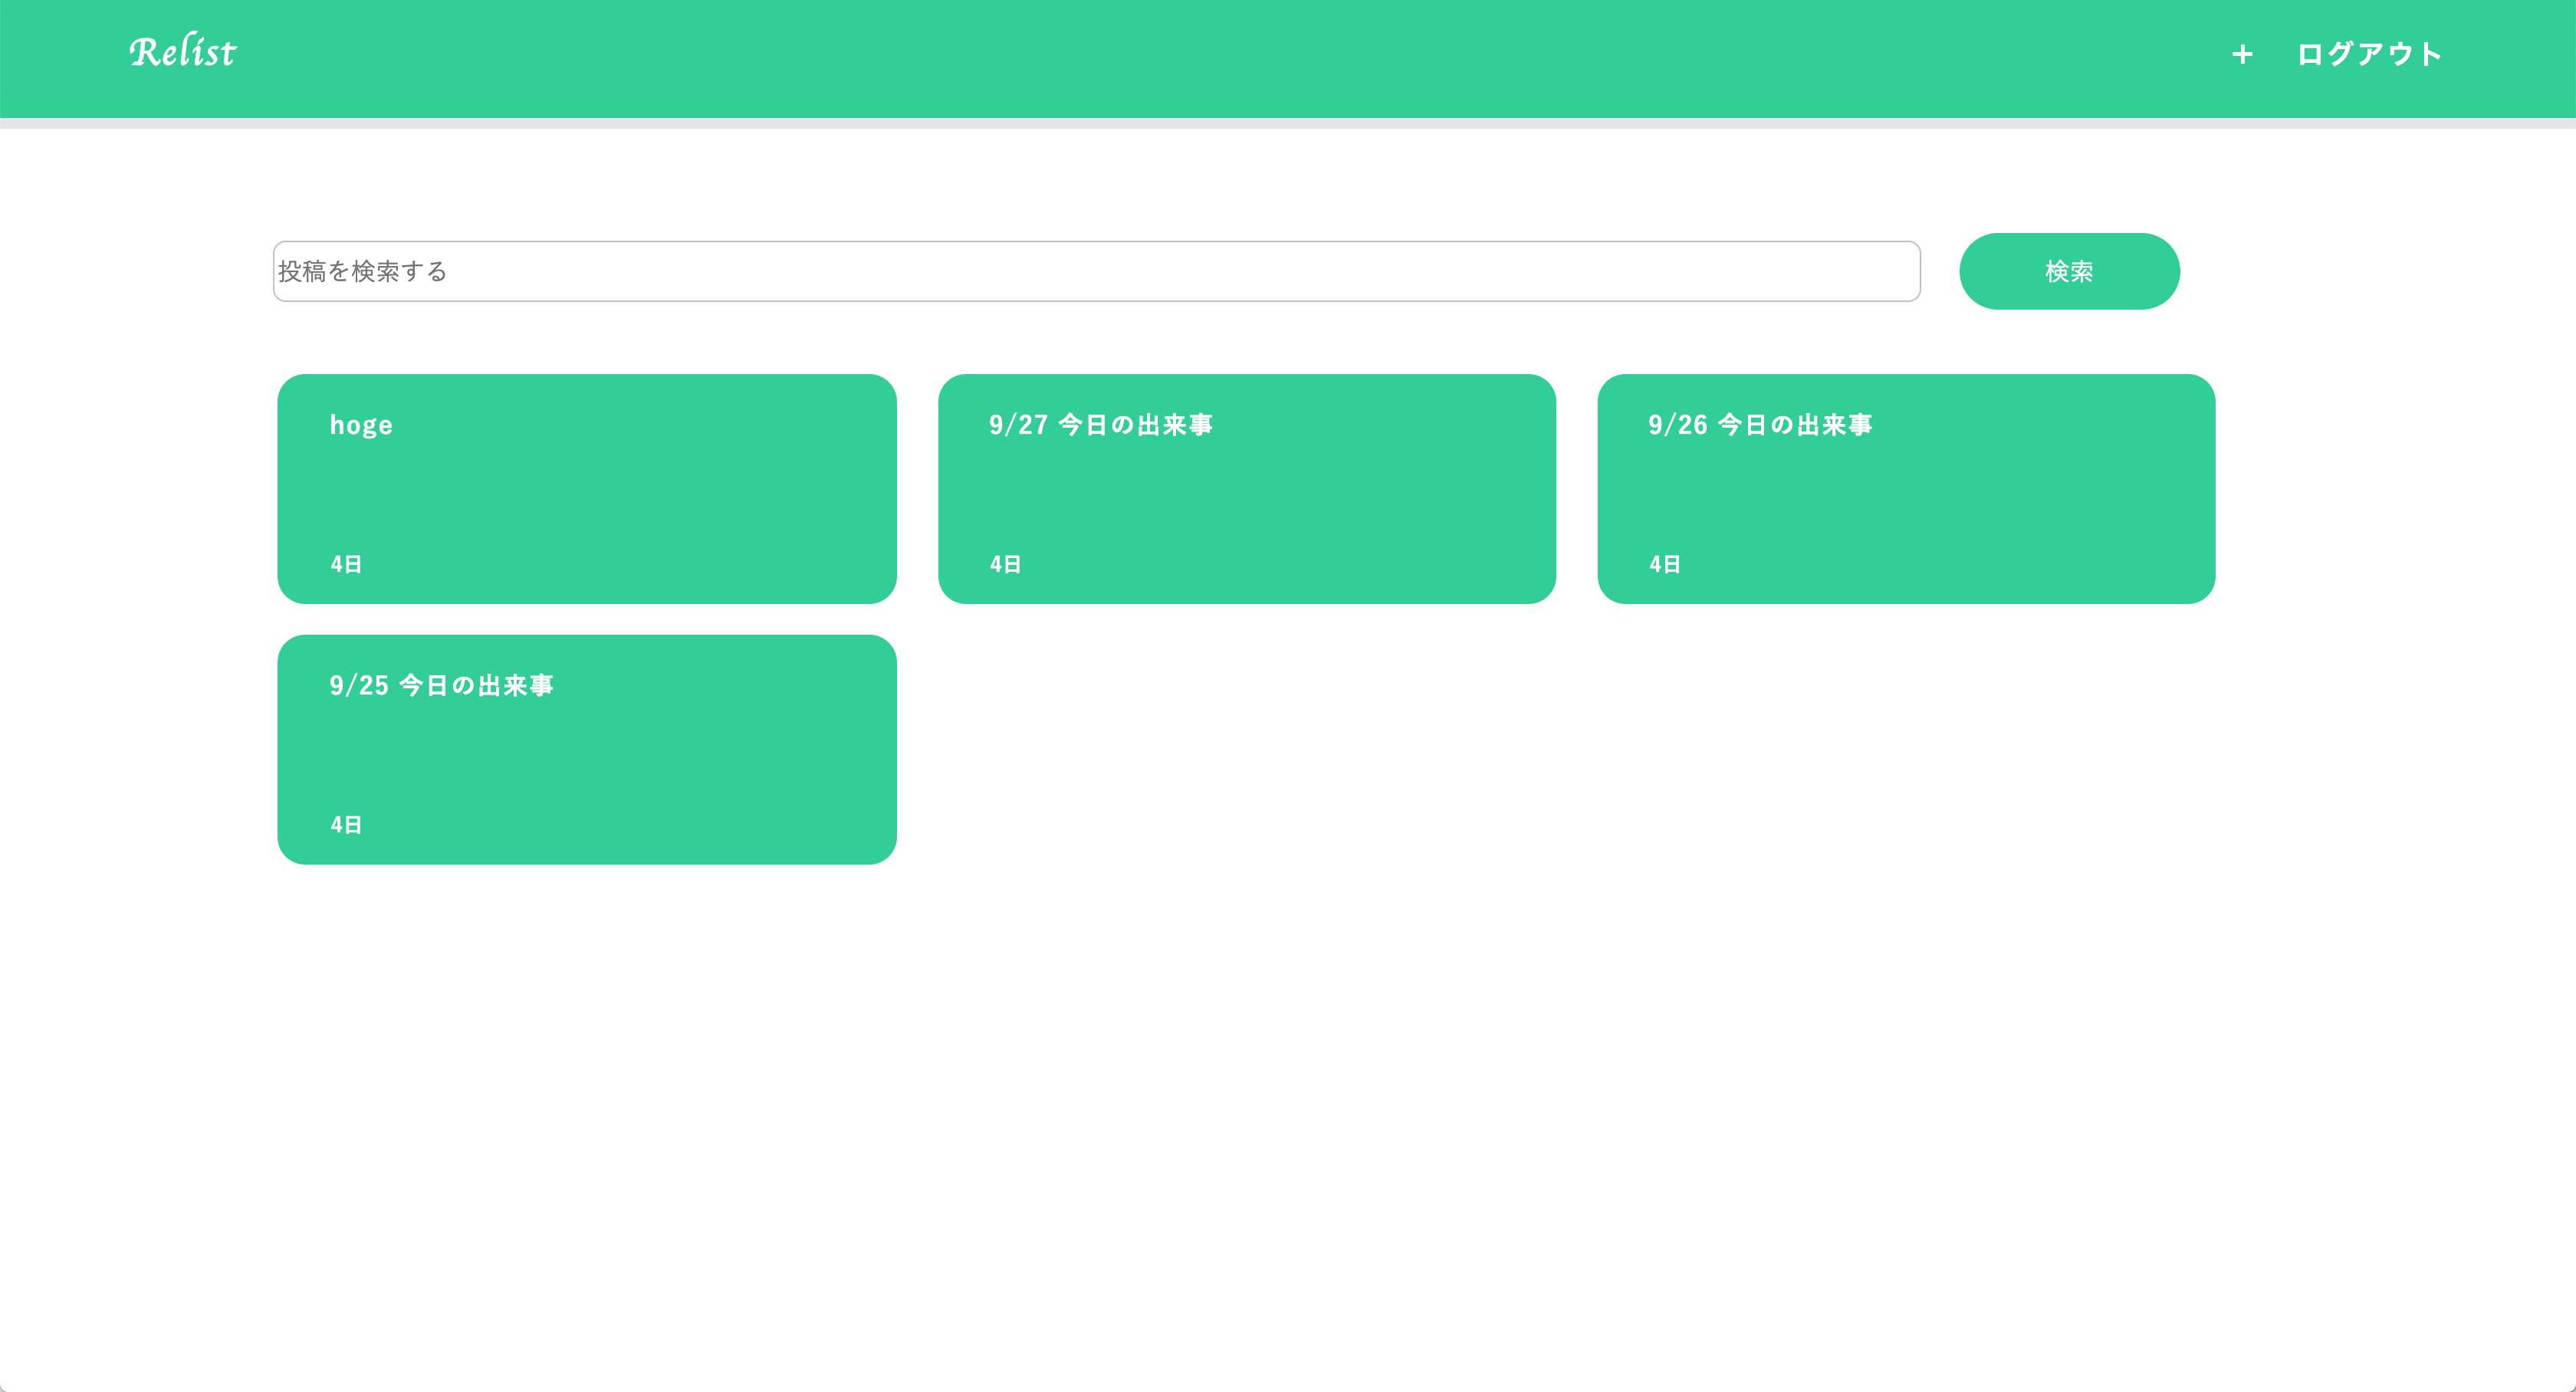 Relist
+ ログアウト
投稿を検索する
検索
hoge
4日
9/27 今日の出来事
4日
9/26 今日の出来事
4日
9/25 今日の出来事
4日